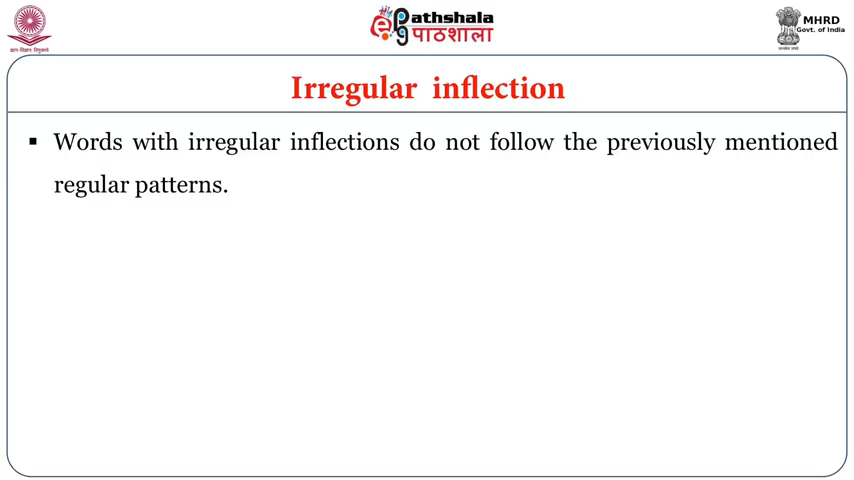 ePathshala
पाठशाला
MHRD
Govt. of India
Irregular inflection
▪ Words with irregular inflections do not follow the previously mentioned
regular patterns.